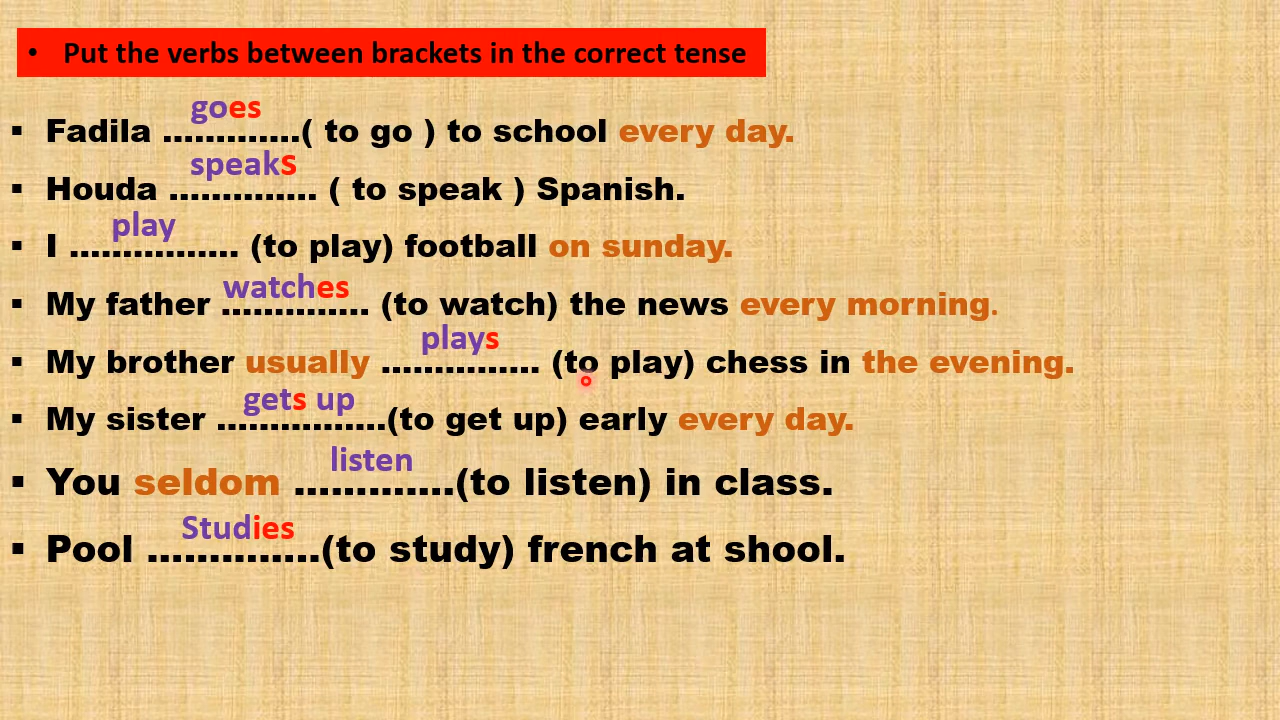 • Put the verbs between brackets in the correct tense
goes
▪ Fadila .............( to go ) to school every day.
speakS
▪ Houda .............. ( to speak ) Spanish.
play
▪ I ................ (to play) football on sunday.
watches
▪ My father .............. (to watch) the news every morning.
plays
▪ My brother usually ............... (to play) chess in the evening.
gets up
▪ My sister ................(to get up) early every day.
listen
▪ You seldom .............(to listen) in class.
Studies
▪ Pool ..............(to study) french at shool.